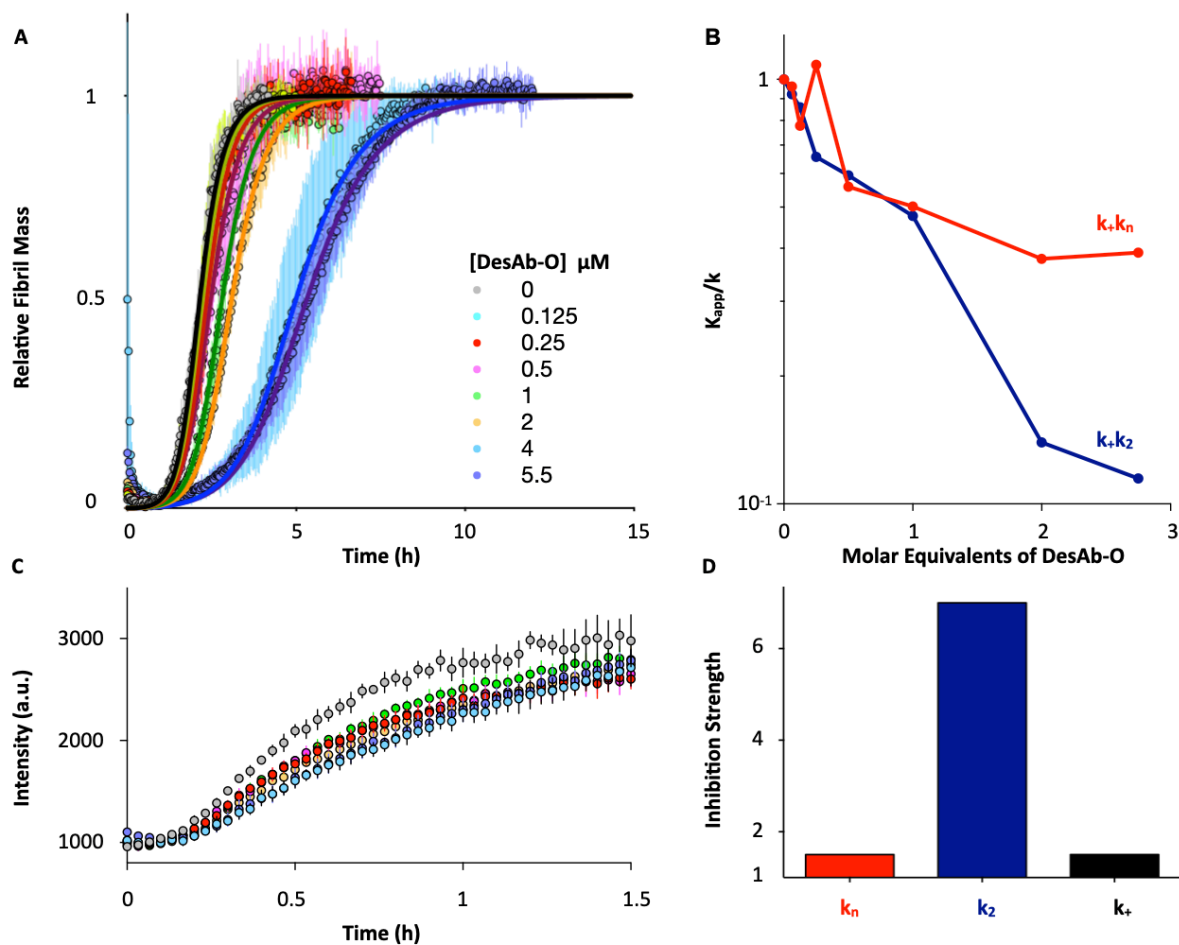 A
1
0.5
0
Relative Fibril Mass
[DesAb-O] μM
0
0.125
0.25
0.5
1
2
4
5.5
0
5
10
15
Time (h)
B
1
10-1
Kapp/k
k+kn
k+k2
0
1
2
3
Molar Equivalents of DesAb-O
C
3000
2000
1000
Intensity (a.u.)
0
0.5
1
1.5
Time (h)
D
6
4
2
1
Inhibition Strength
kn
k2
k+